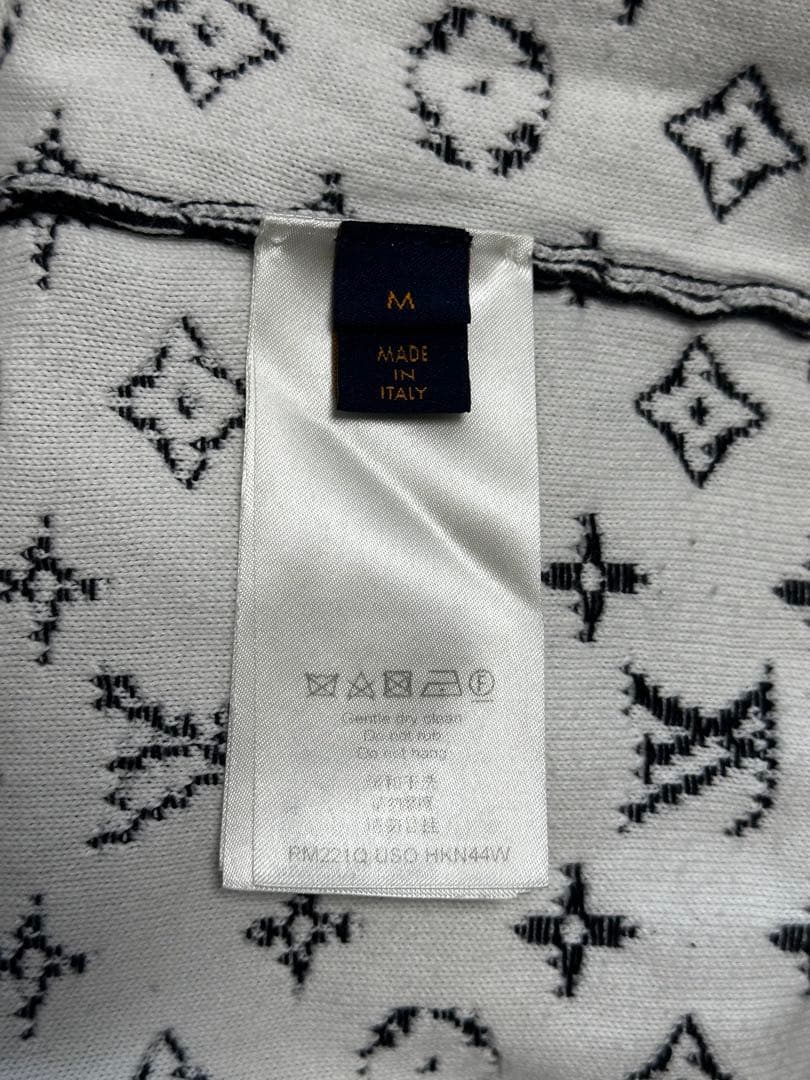 M
MADE
IN
ITALY
F
Gentle dry clean
Do not rub
Do not hang
RM221Q USO HKN44W